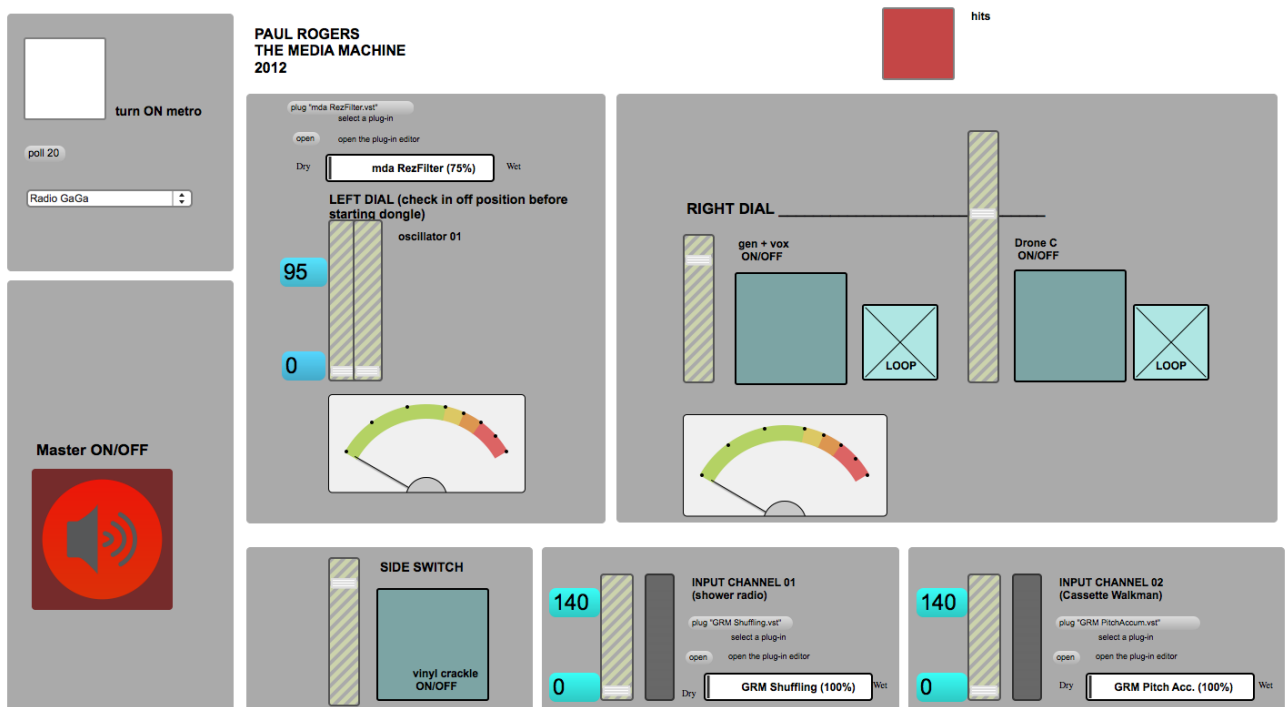 turn ON metro
poll 20
Radio GaGa
Master ON/OFF
PAUL ROGERS
THE MEDIA MACHINE
2012
hits
plug "mda RezFilter.vst"
select a plug-in
open
open the plug-in editor
Dry
mda RezFilter (75%)
Wet
LEFT DIAL (check in off position before
starting dongle)
oscillator 01
95
0
RIGHT DIAL
gen + vox
ON/OFF
LOOP
Drone C
ON/OFF
LOOP
SIDE SWITCH
vinyl crackle
ON/OFF
140
0
INPUT CHANNEL 01
(shower radio)
plug "GRM Shuffling.vst"
select a plug-in
open
open the plug-in editor
Dry
GRM Shuffling (100%)
Wet
140
0
INPUT CHANNEL 02
(Cassette Walkman)
plug "GRM PitchAccum.vst"
select a plug-in
open
open the plug-in editor
Dry
GRM Pitch Acc. (100%)
Wet